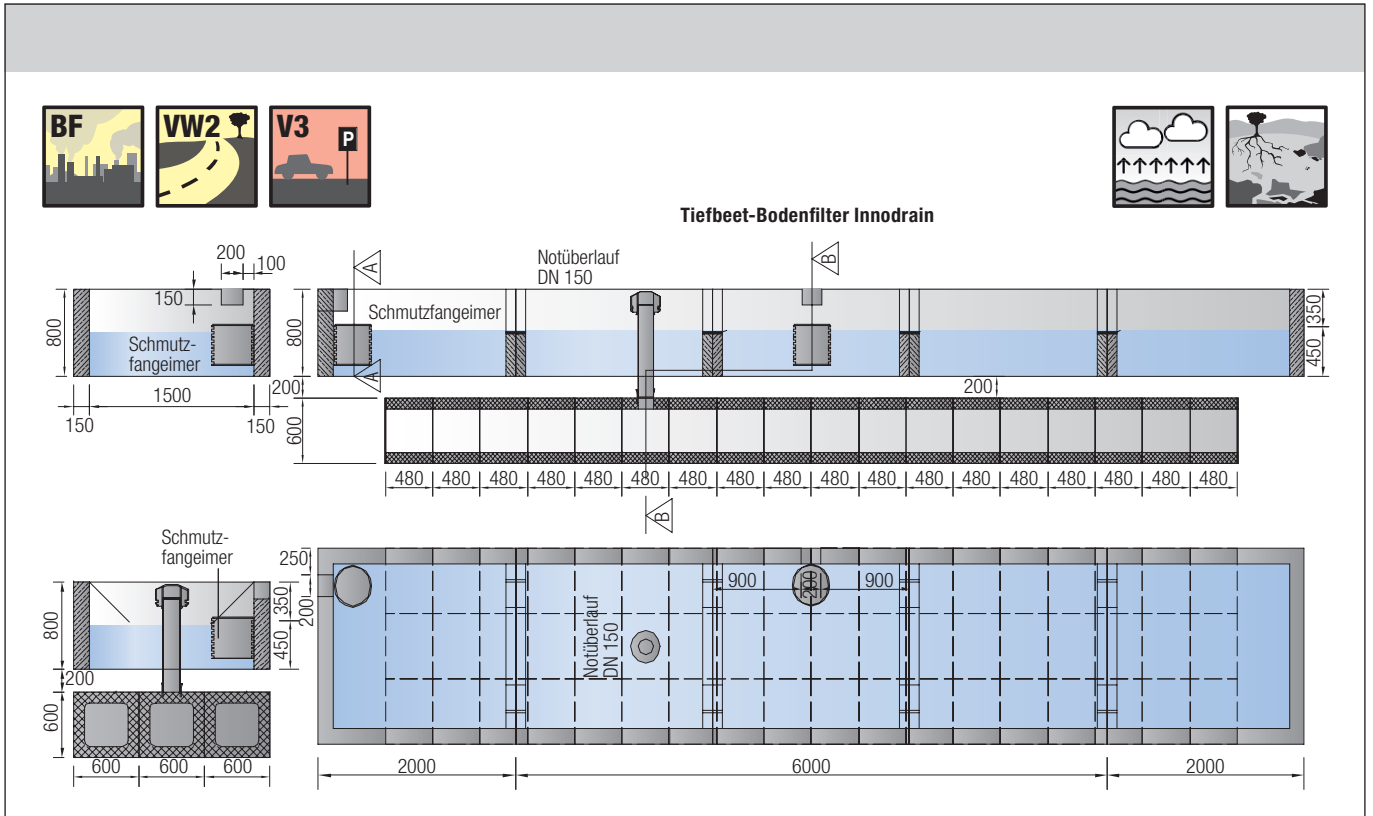 BF
VW2
V3
P
Tiefbeet-Bodenfilter Innodrain
200
100
150
800
Schmutz-
fangeimer
1500
150
150
A
A
800
Schmutzfangeimer
Notüberlauf
DN 150
B
350
450
200
200
600
480 480 480 480 480 480 480 480 480 480 480 480 480 480 480 480 480 480
B
Schmutz-
fangeimer
800
350
450
200
600
600 600 600
250
200
900
200
900
Notüberlauf
DN 150
2000
6000
2000